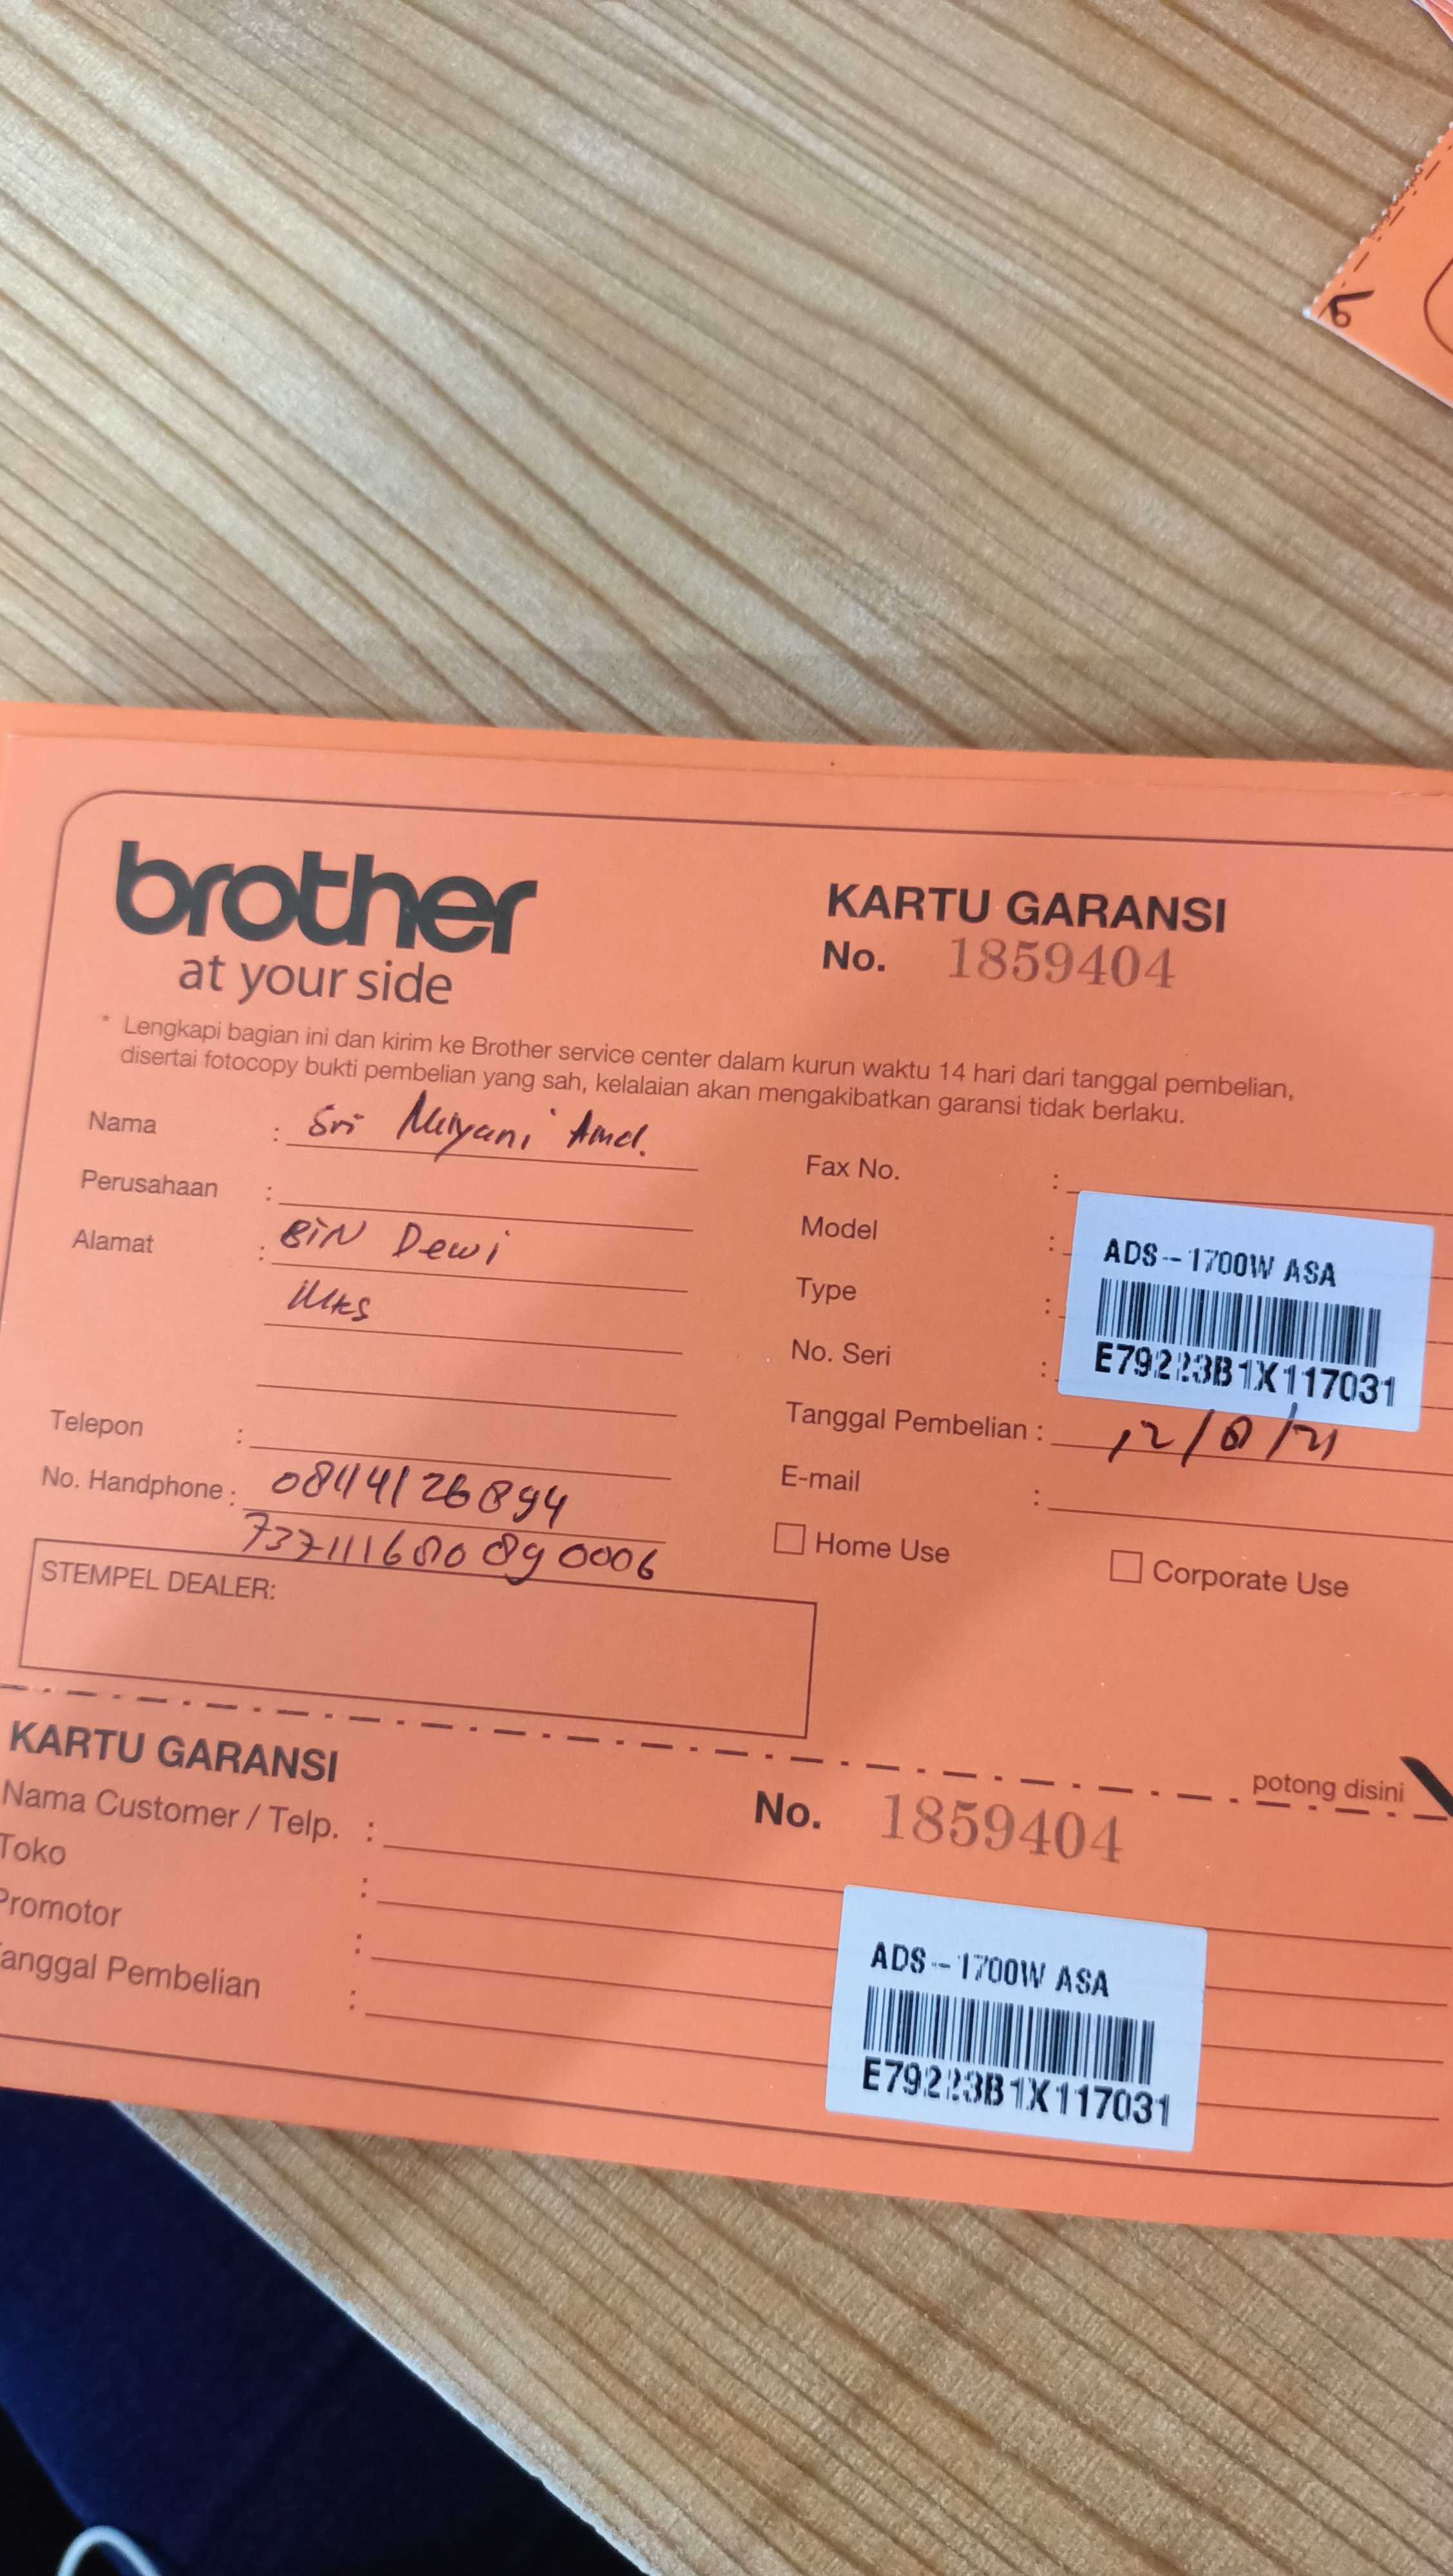 brother
at your side
KARTU GARANSI
No. 1859404
* Lengkapi bagian ini dan kirim ke Brother service center dalam kurun waktu 14 hari dari tanggal pembelian,
disertai fotocopy bukti pembelian yang sah, kelalaian akan mengakibatkan garansi tidak berlaku.
Nama : Sri Amd.
Perusahaan :
Alamat : BIN Dewi
Mks
Telepon :
No. Handphone : 08114126894
STEMPEL DEALER:
Fax No. :
Model :
Type :
No. Seri :
ADS-1700W ASA
E79223B1X117031
Tanggal Pembelian : 12/8/21
E-mail :
Home Use
Corporate Use
potong disini
KARTU GARANSI
No. 1859404
Nama Customer / Telp. :
Toko :
Promotor :
anggal Pembelian :
ADS-1700W ASA
E79223B1X117031